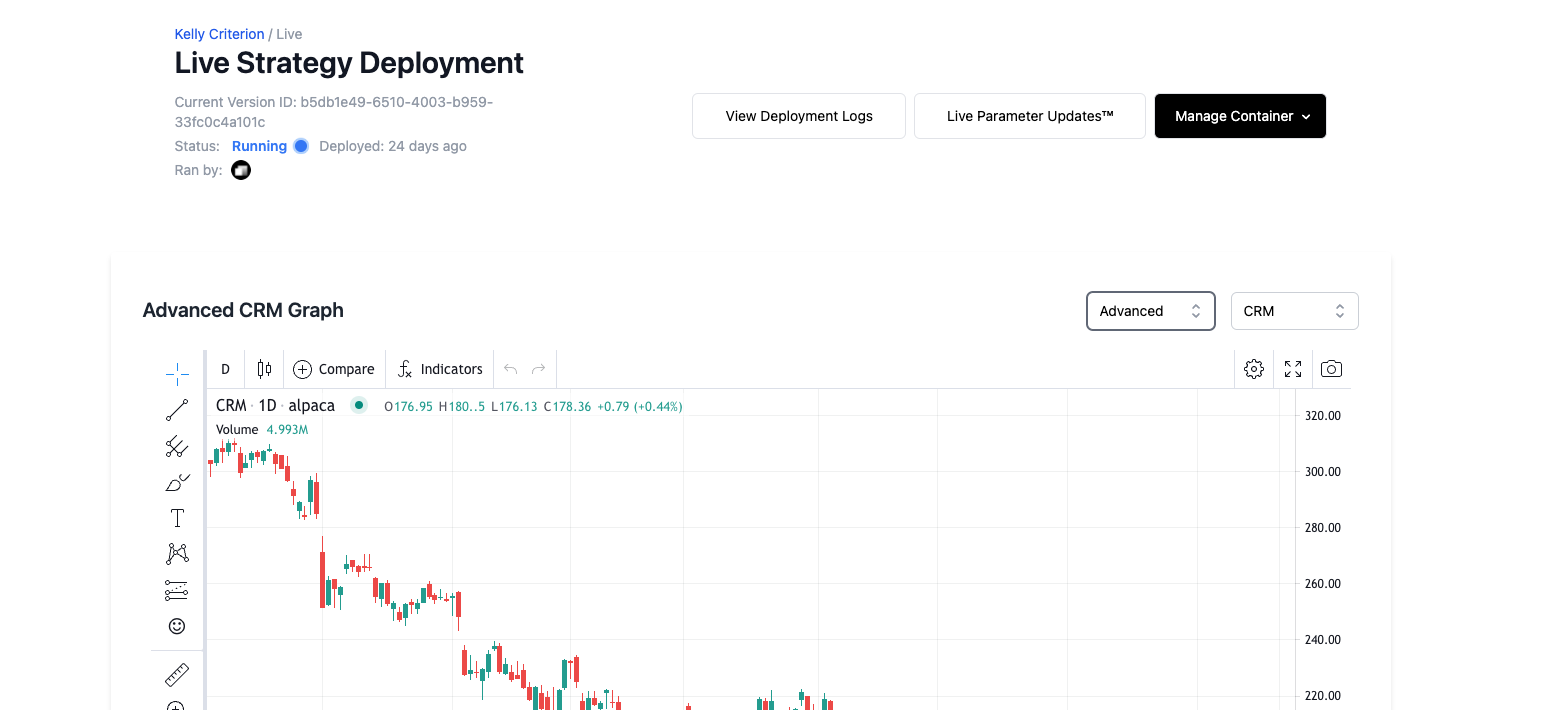 Kelly Criterion / Live
Live Strategy Deployment
Current Version ID: b5db1e49-6510-4003-b959-
33fc0c4a101c
Status: Running Deployed: 24 days ago
Ran by:
View Deployment Logs
Live Parameter Updates™
Manage Container
Advanced CRM Graph
Advanced
CRM
D
Compare
Indicators
CRM · 1D · alpaca
O176.95 H180..5 L176.13 C178.36 +0.79 (+0.44%)
Volume 4.993M
320.00
300.00
280.00
260.00
240.00
220.00